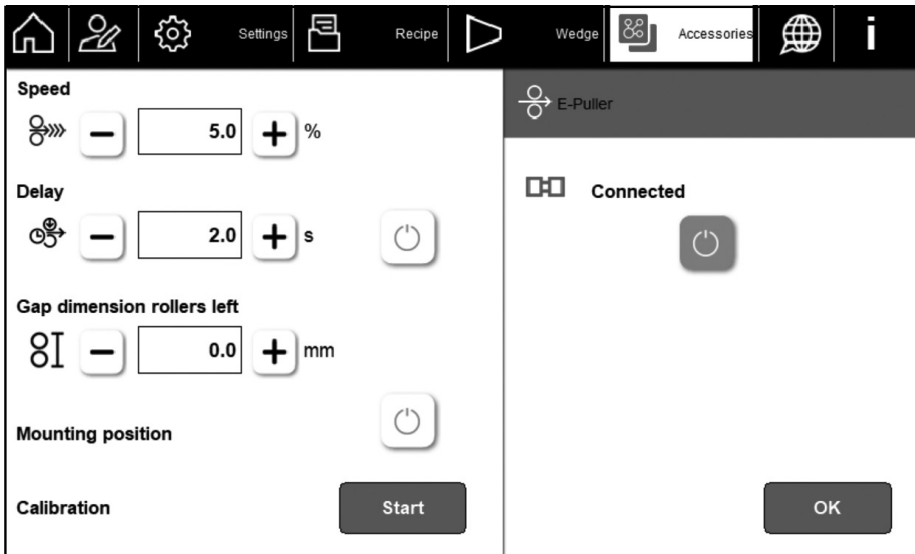 Settings
Recipe
Wedge
Accessories
i
Speed
5.0 %
Delay
2.0 s
Gap dimension rollers left
0.0 mm
Mounting position
Calibration
Start
E-Puller
Connected
OK